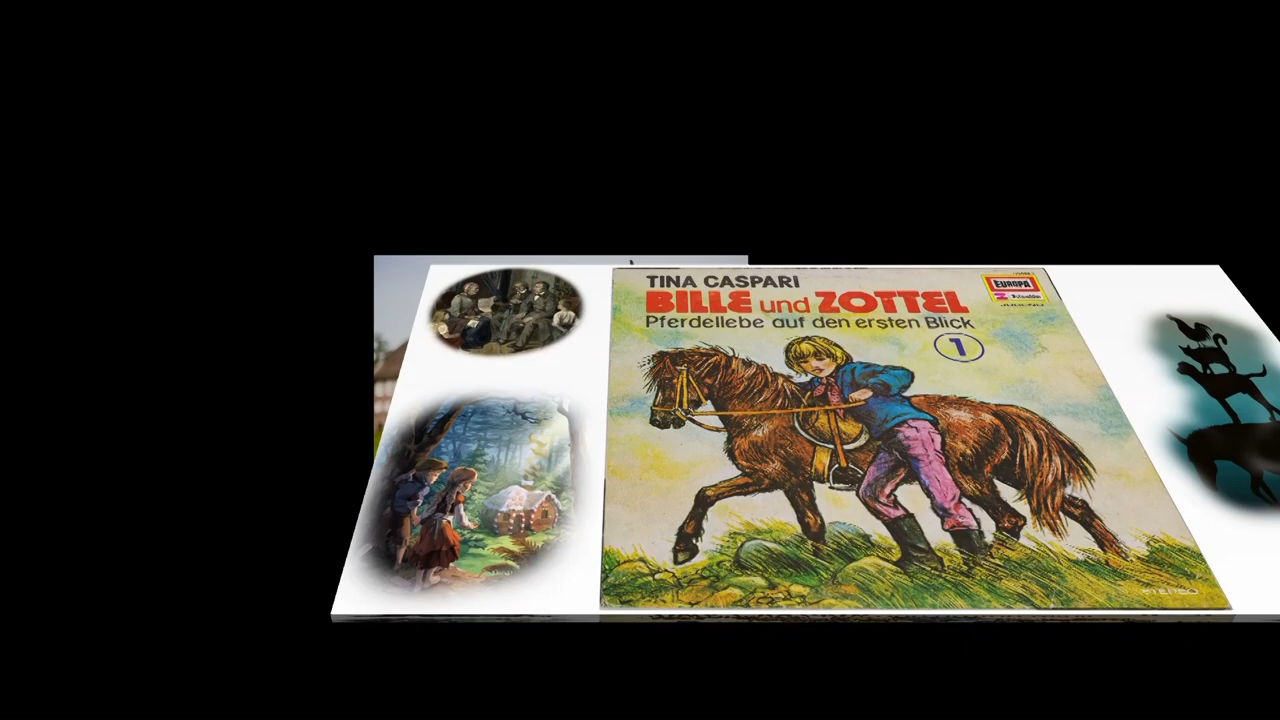 TINA CASPARI
EUROPA
BILLE und ZOTTEL
Pferdeliebe auf den ersten Blick
1
STEREO